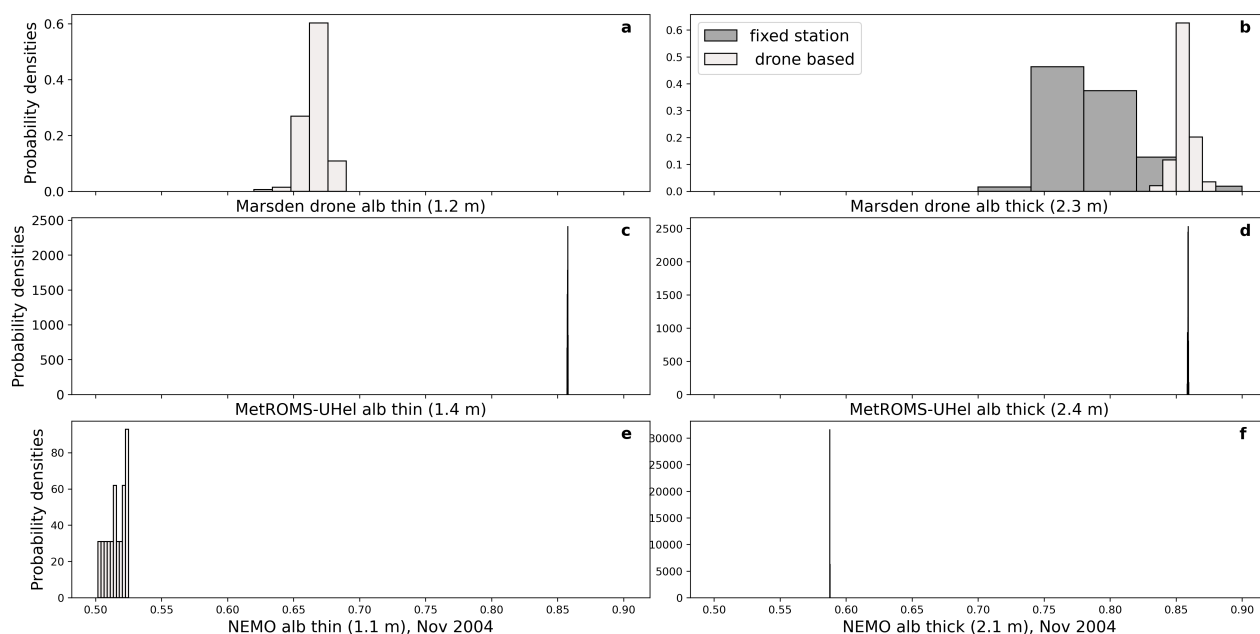 Probability densities
0.6
0.4
0.2
0.0
a
Marsden drone alb thin (1.2 m)
0.6
0.5
0.4
0.3
0.2
0.1
0.0
fixed station
drone based
b
Marsden drone alb thick (2.3 m)
Probability densities
2500
2000
1500
1000
500
0
c
MetROMS-UHel alb thin (1.4 m)
2500
2000
1500
1000
500
0
d
MetROMS-UHel alb thick (2.4 m)
Probability densities
80
60
40
20
0
e
0.50 0.55 0.60 0.65 0.70 0.75 0.80 0.85 0.90
NEMO alb thin (1.1 m), Nov 2004
30000
25000
20000
15000
10000
5000
0
f
0.50 0.55 0.60 0.65 0.70 0.75 0.80 0.85 0.90
NEMO alb thick (2.1 m), Nov 2004